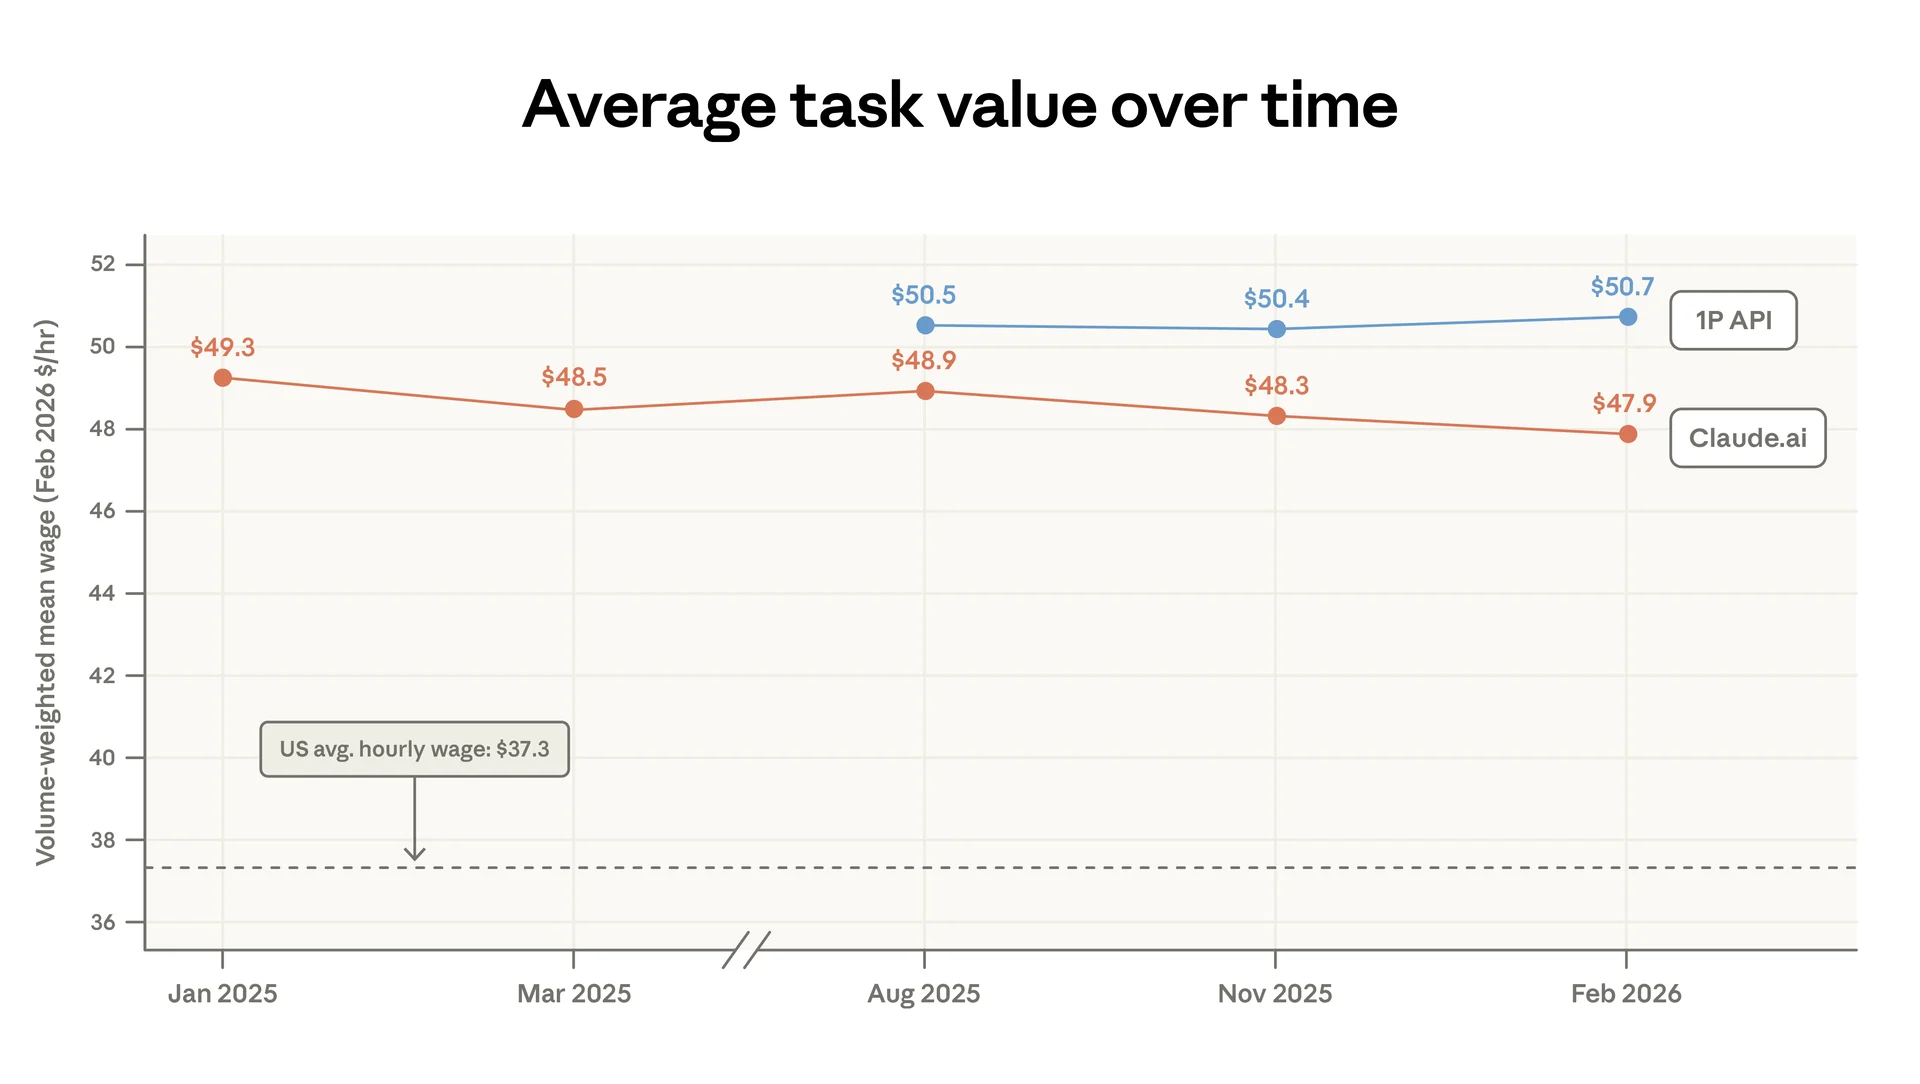 Average task value over time
Volume-weighted mean wage (Feb 2026 $/hr)
52
50
48
46
44
42
40
38
36
$50.5
$50.4
$50.7
1P API
$49.3
$48.5
$48.9
$48.3
$47.9
Claude.ai
US avg. hourly wage: $37.3
Jan 2025
Mar 2025
Aug 2025
Nov 2025
Feb 2026